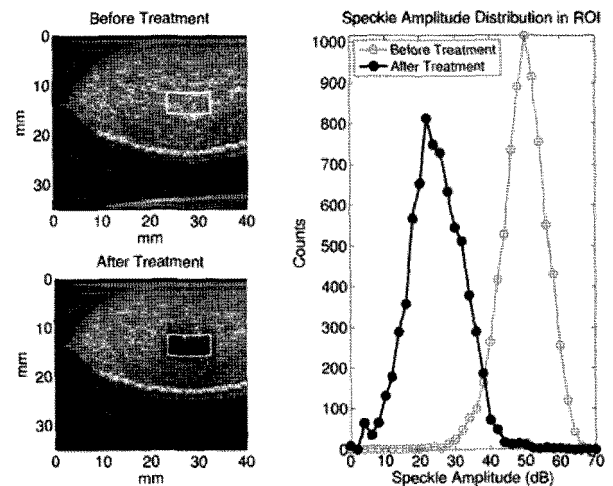 Before Treatment
0
10
20
30
mm
0 10 20 30 40
mm
After Treatment
0
10
20
30
mm
0 10 20 30 40
mm
Speckle Amplitude Distribution in ROI
Before Treatment
After Treatment
1000
900
800
700
600
500
400
300
200
100
0
Counts
0 10 20 30 40 50 60 70
Speckle Amplitude (dB)